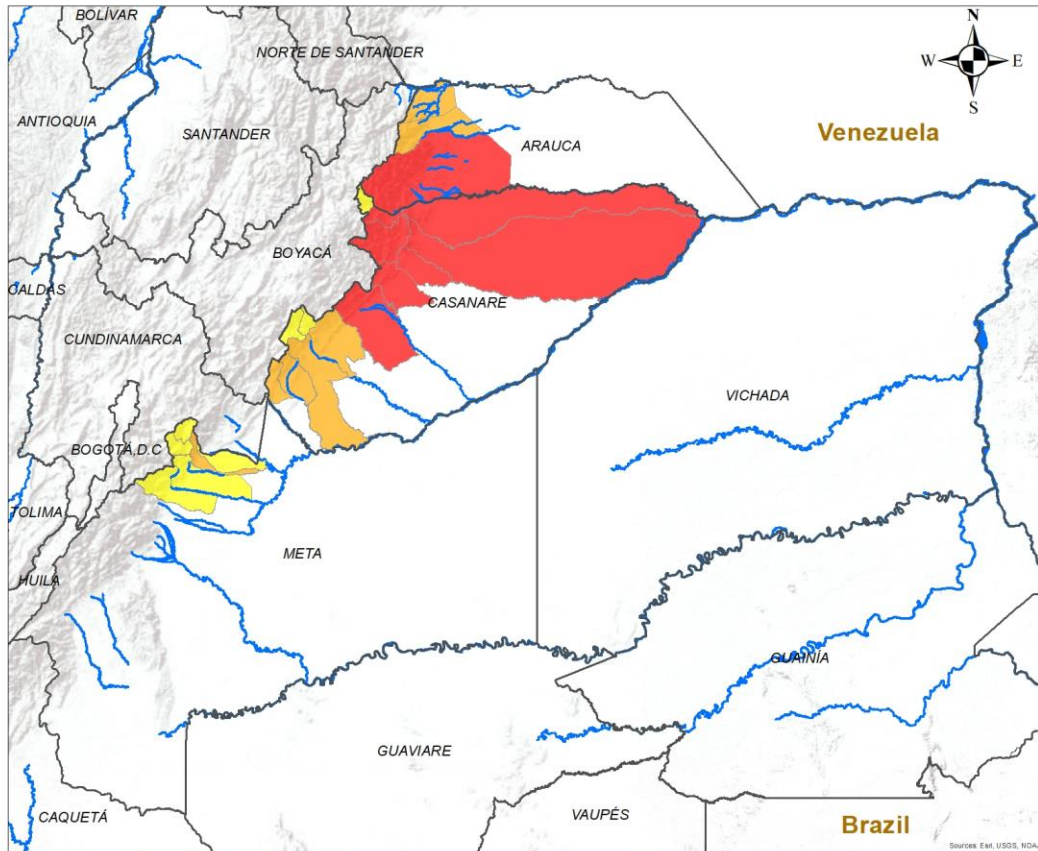 BOLÍVAR
NORTE DE SANTANDER
N
W
E
S
ANTIOQUIA
SANTANDER
ARAUCA
Venezuela
BOYACÁ
CALDAS
CASANARE
CUNDINAMARCA
VICHADA
BOGOTÁ,D.C
TOLIMA
META
HUILA
GUAINÍA
GUAVIARE
CAQUETÁ
VAUPÉS
Brazil
Sources: Esri, USGS, NOAA